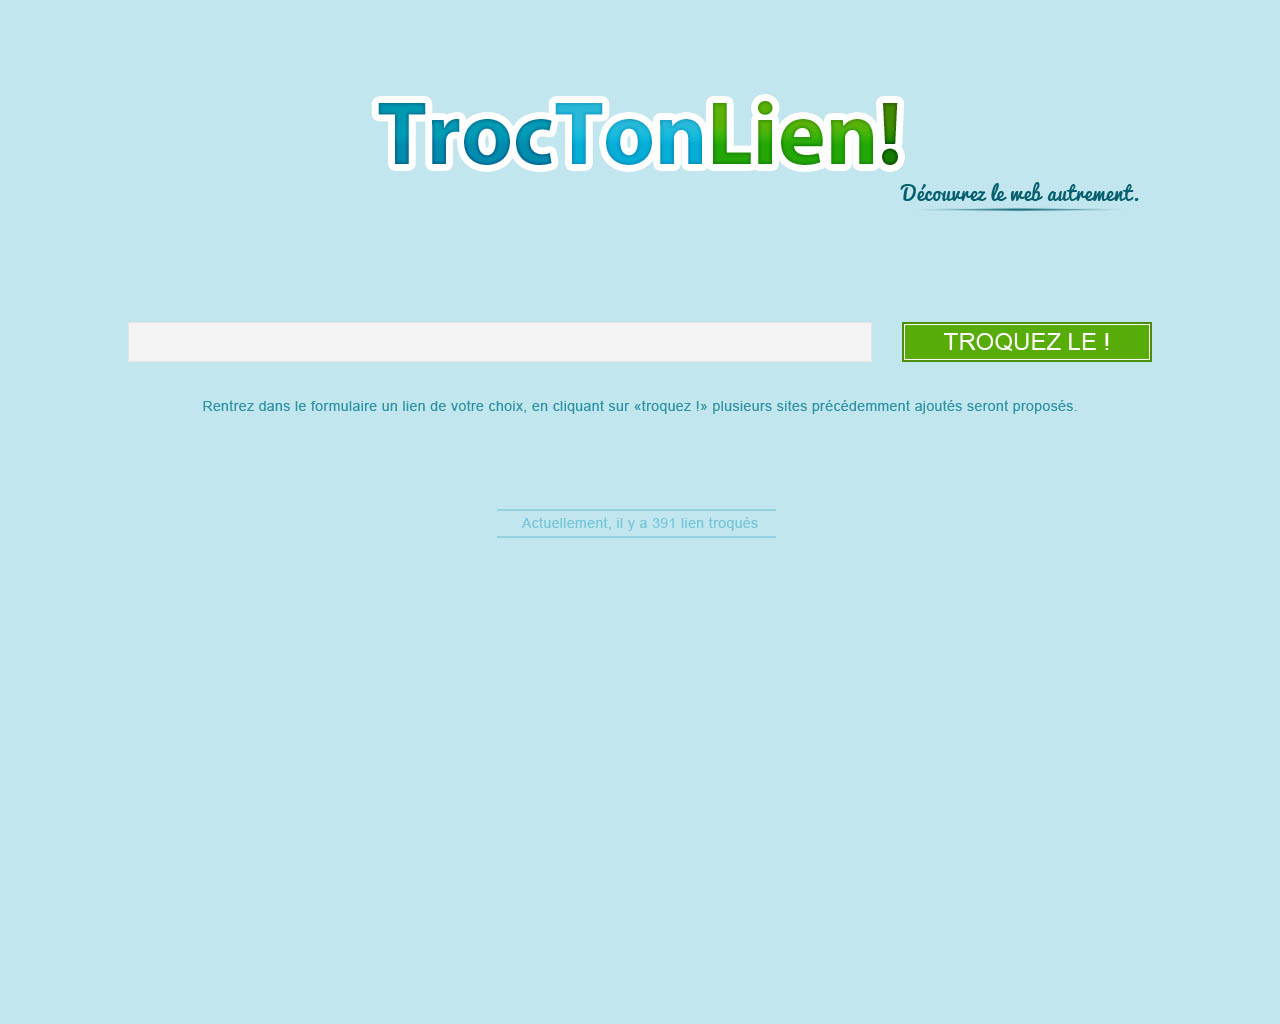 TrocTonLien!
Découvrez le web autrement.
TROQUEZ LE !
Rentrez dans le formulaire un lien de votre choix, en cliquant sur «troquez !» plusieurs sites précédemment ajoutés seront proposés.
Actuellement, il y a 391 lien troqués